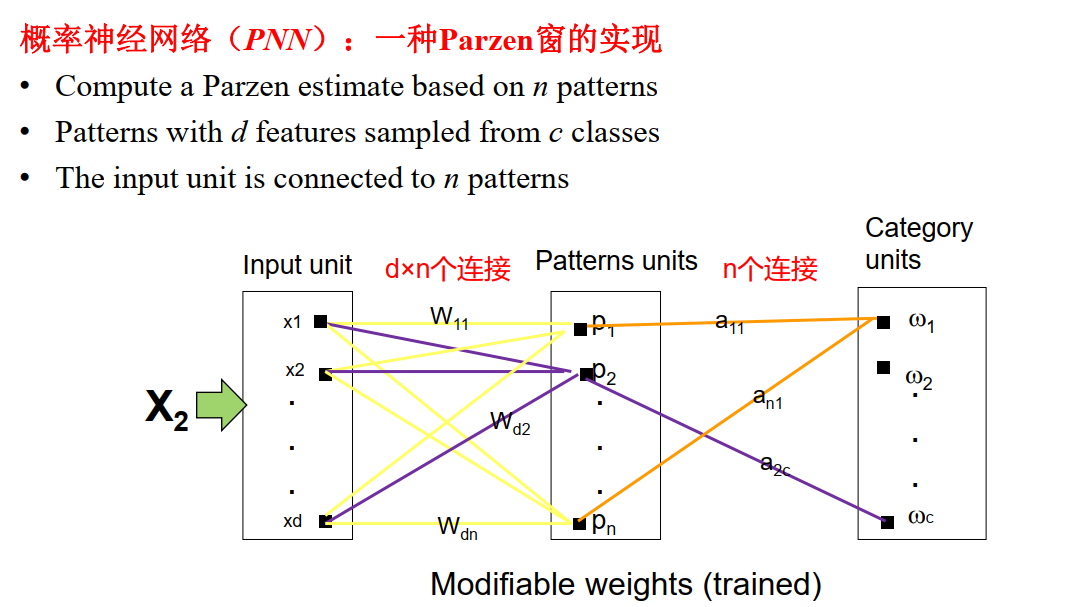 概率神经网络（PNN）：一种Parzen窗的实现
• Compute a Parzen estimate based on n patterns
• Patterns with d features sampled from c classes
• The input unit is connected to n patterns
Input unit
d×n个连接
Patterns units
n个连接
Category units
x1
W11
p1
a11
ω1
x2
p2
ω2
X2
an1
Wd2
a2c
xd
Wdn
pn
ωc
Modifiable weights (trained)